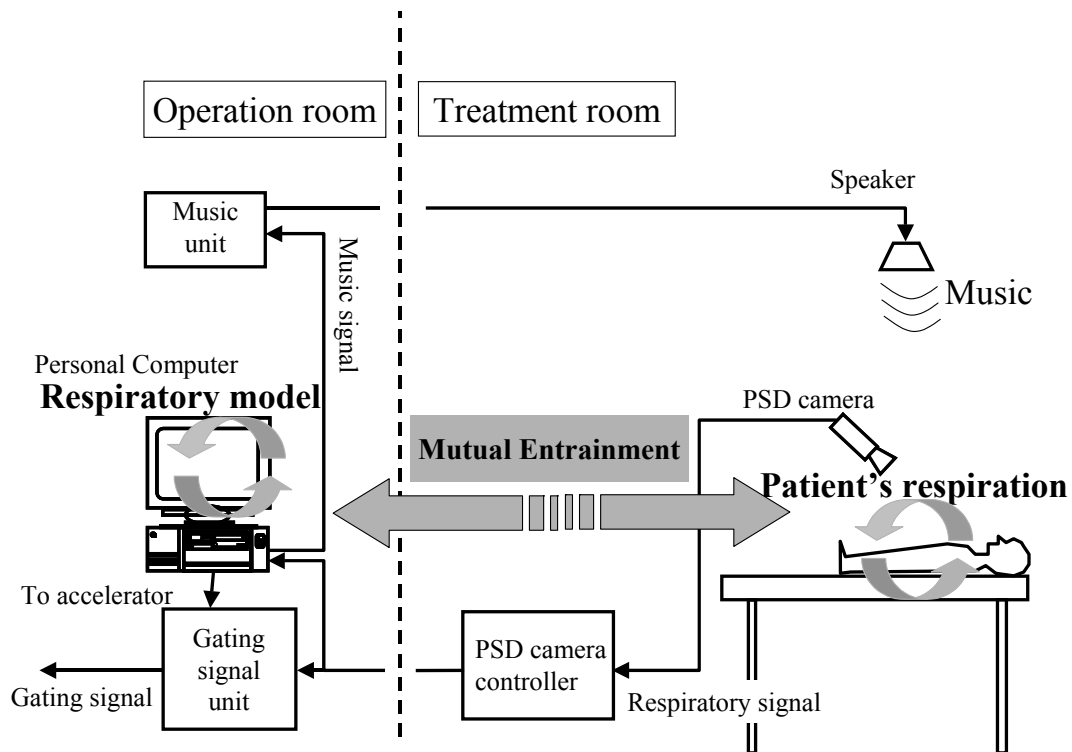 Operation room
Treatment room
Speaker
Music
unit
Music signal
Music
Personal Computer
Respiratory model
PSD camera
Mutual Entrainment
Patient's respiration
To accelerator
Gating
signal
unit
PSD camera
controller
Gating signal
Respiratory signal